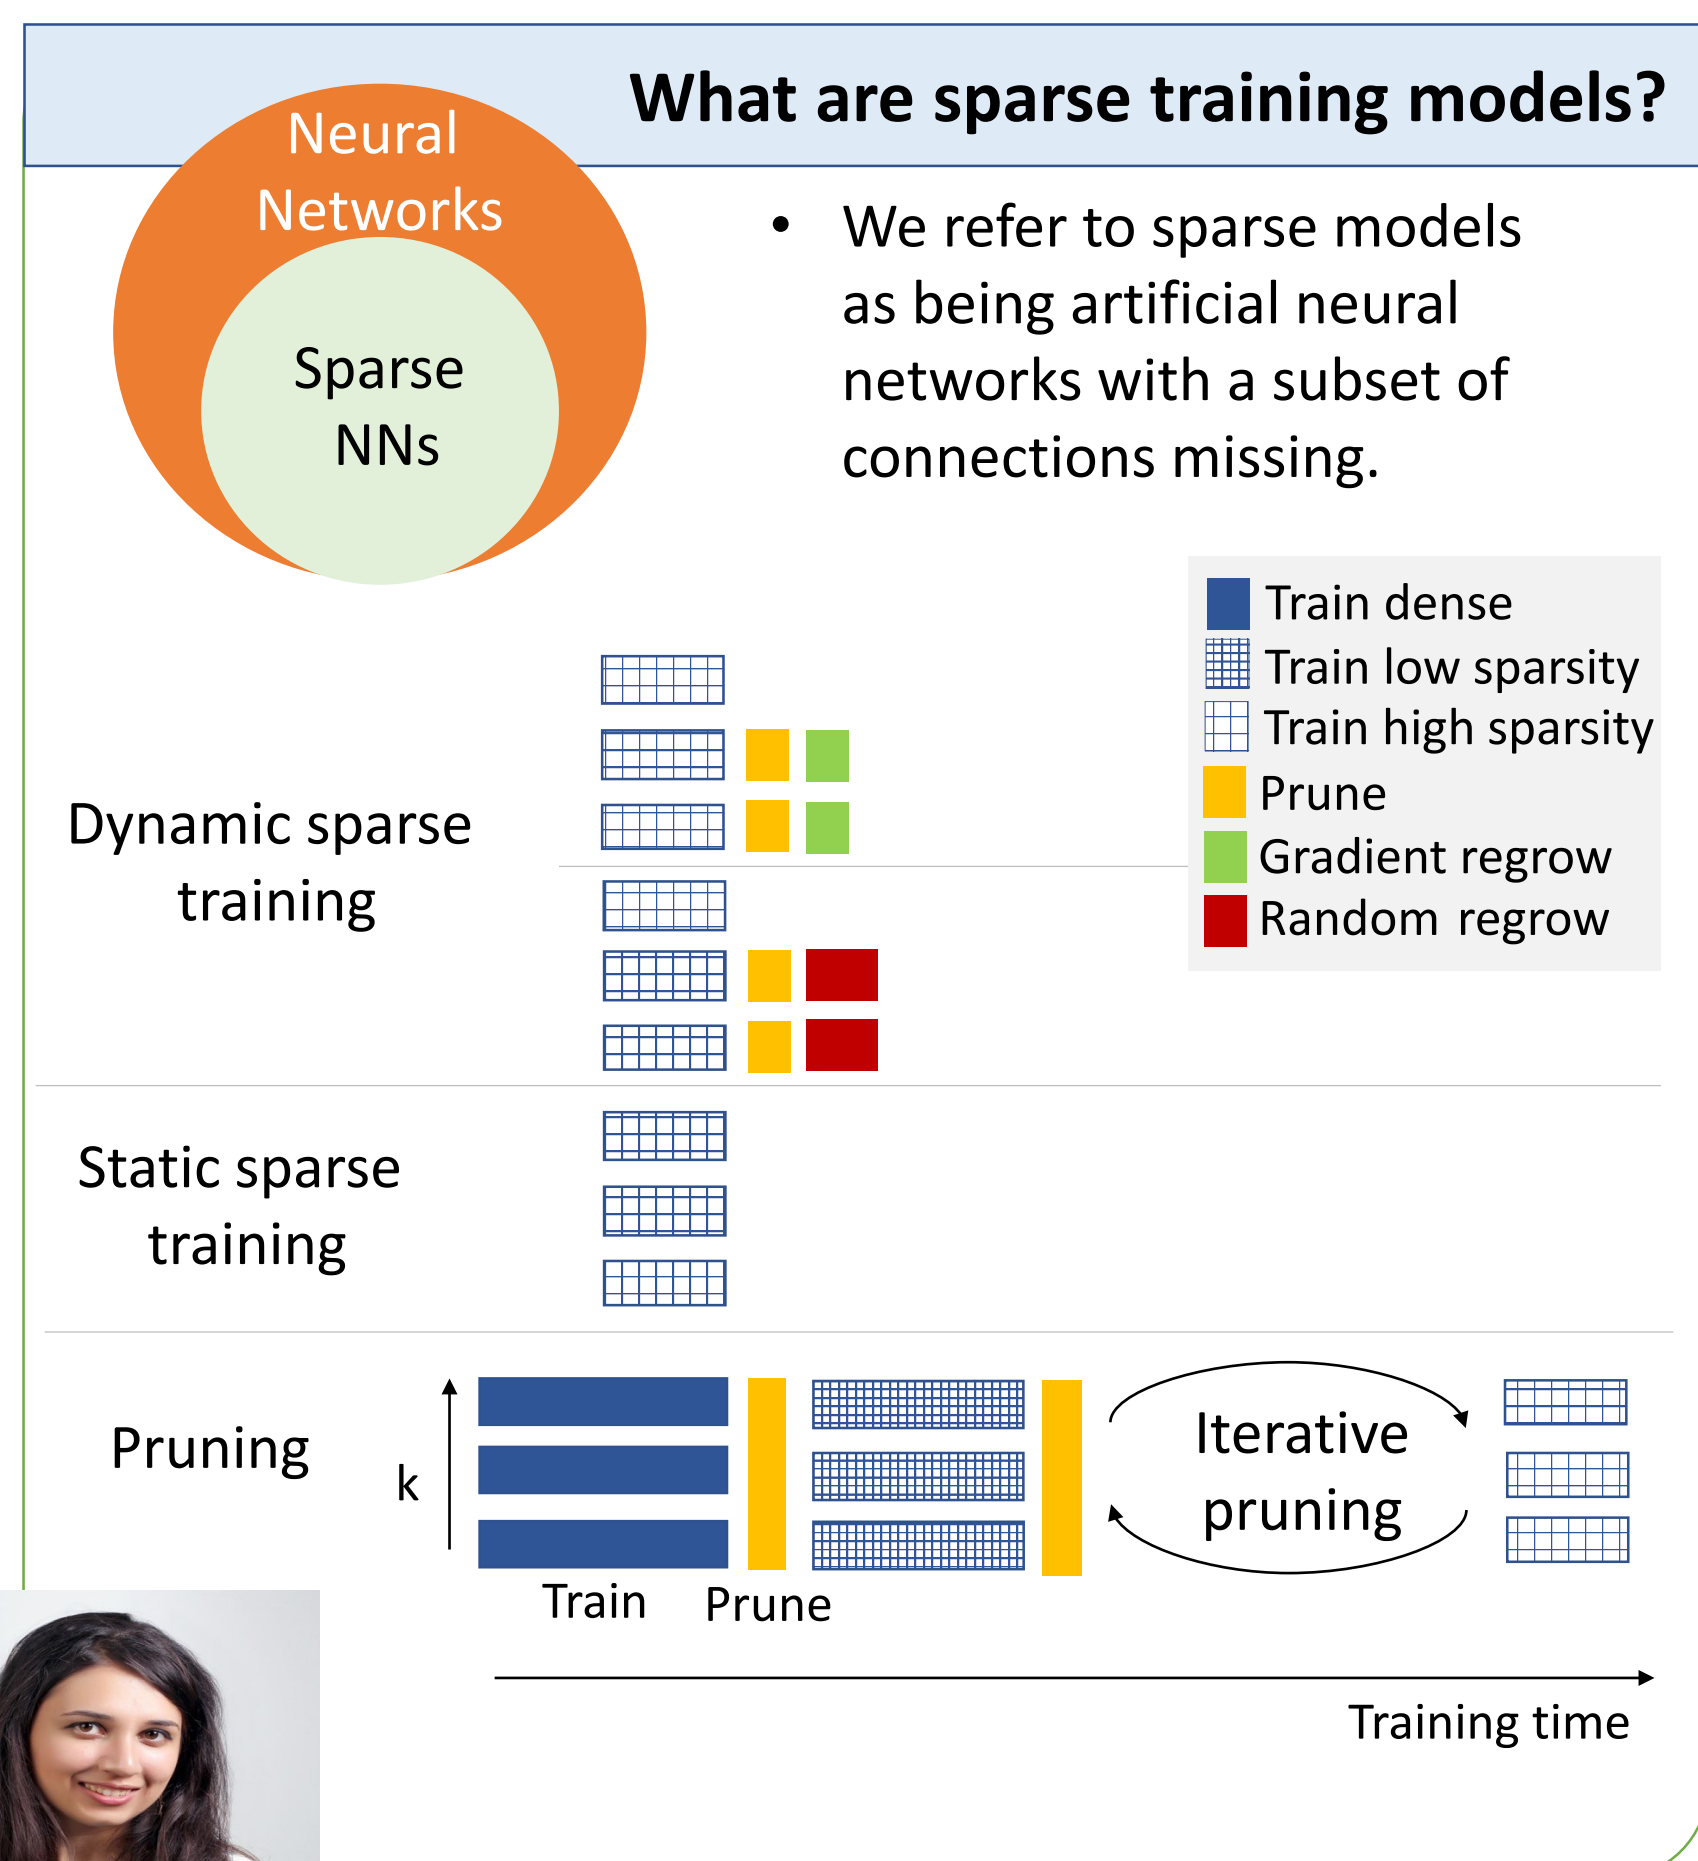 What are sparse training models?
Neural
Networks
Sparse
NNs
• We refer to sparse models
as being artificial neural
networks with a subset of
connections missing.
Train dense
Train low sparsity
Train high sparsity
Prune
Gradient regrow
Random regrow
Dynamic sparse
training
Static sparse
training
Pruning
k
Iterative
pruning
Train
Prune
Training time